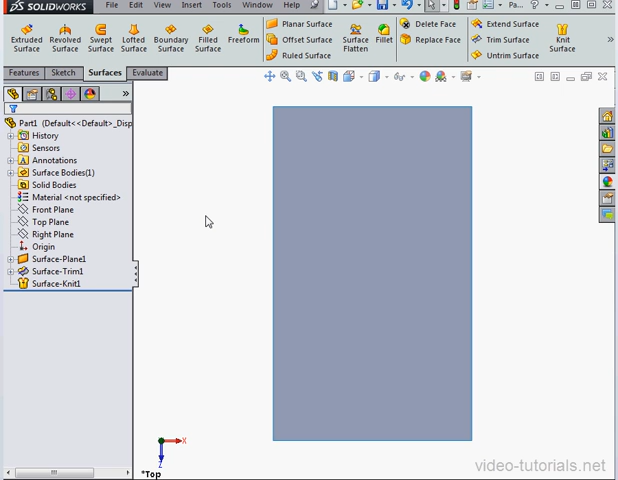 SOLIDWORKS File Edit View Insert Tools Window Help Pa... ?
Extruded Surface Revolved Surface Swept Surface Lofted Surface Boundary Surface Filled Surface Freeform
Planar Surface
Offset Surface
Ruled Surface
Surface Flatten Fillet
Delete Face
Replace Face
Extend Surface
Trim Surface
Untrim Surface
Knit Surface
Features Sketch Surfaces Evaluate
Part1 (Default<<Default>_Disp
History
Sensors
Annotations
Surface Bodies(1)
Solid Bodies
Material <not specified>
Front Plane
Top Plane
Right Plane
Origin
Surface-Plane1
Surface-Trim1
Surface-Knit1
X
Z
*Top
video-tutorials.net